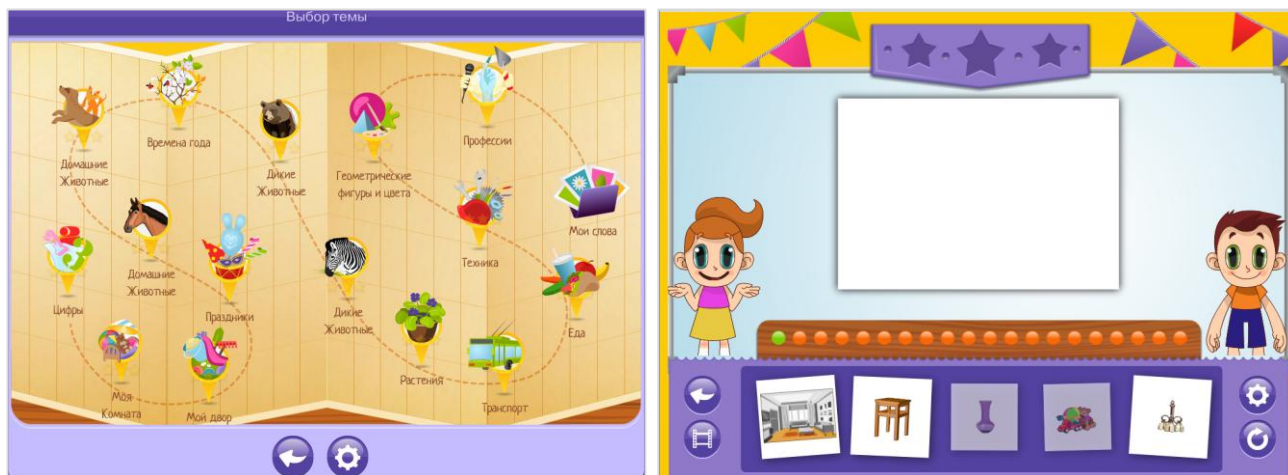 Выбор темы
Домашние
Животные
Времена года
Дикие
Животные
Геометрические
фигуры и цвета
Профессии
Мои слова
Цифры
Домашние
Животные
Праздники
Дикие
Животные
Техника
Еда
Моя
Комната
Мой двор
Растения
Транспорт